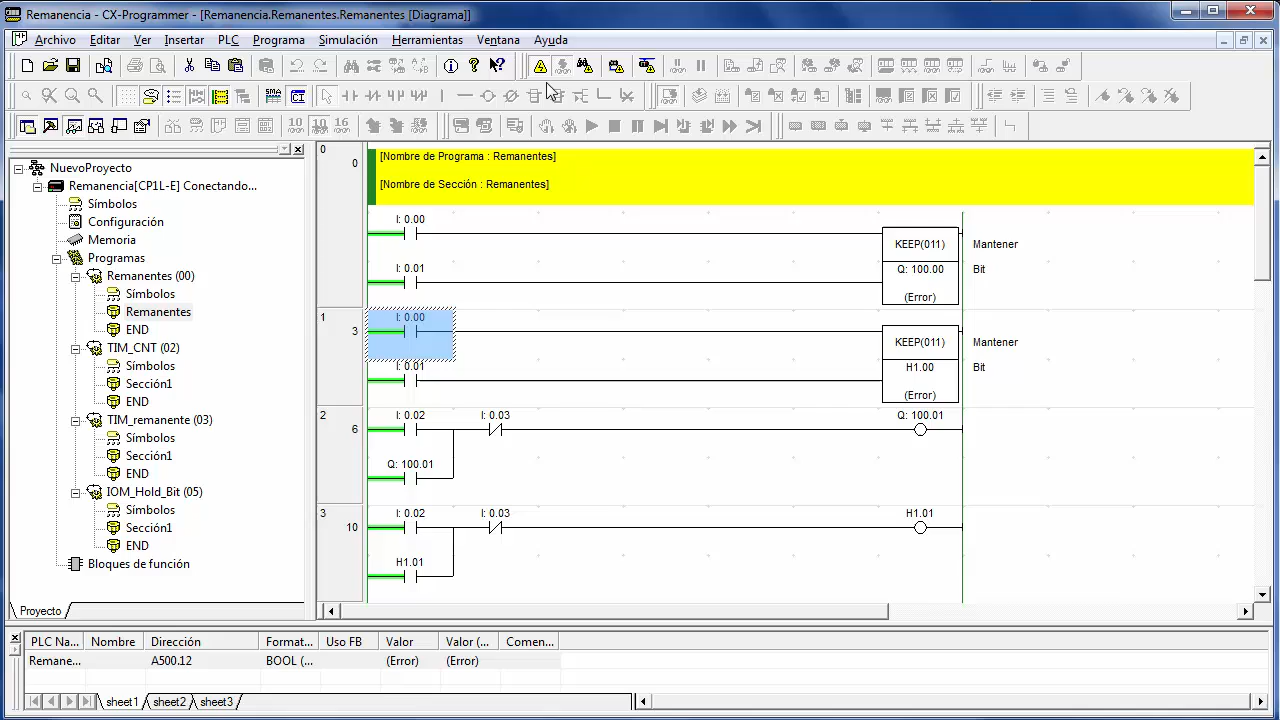 Remanencia - CX-Programmer - [Remanencia.Remanentes.Remanentes [Diagrama]]
Archivo Editar Ver Insertar PLC Programa Simulación Herramientas Ventana Ayuda
SMA CI
10 10 16
NuevoProyecto
Remanencia[CP1L-E] Conectando...
Símbolos
Configuración
Memoria
Programas
Remanentes (00)
Símbolos
Remanentes
END
TIM_CNT (02)
Símbolos
Sección1
END
TIM_remanente (03)
Símbolos
Sección1
END
IOM_Hold_Bit (05)
Símbolos
Sección1
END
Bloques de función
Proyecto
0
0
[Nombre de Programa : Remanentes]
[Nombre de Sección : Remanentes]
I: 0.00
KEEP(011) Mantener
I: 0.01
Q: 100.00 Bit
(Error)
1
3
I: 0.00
KEEP(011) Mantener
I: 0.01
H1.00 Bit
(Error)
2
6
I: 0.02 I: 0.03 Q: 100.01
Q: 100.01
3
10
I: 0.02 I: 0.03 H1.01
H1.01
PLC Na... Nombre Dirección Format... Uso FB Valor Valor (... Comen...
Remane... A500.12 BOOL (... (Error) (Error)
sheet1 sheet2 sheet3